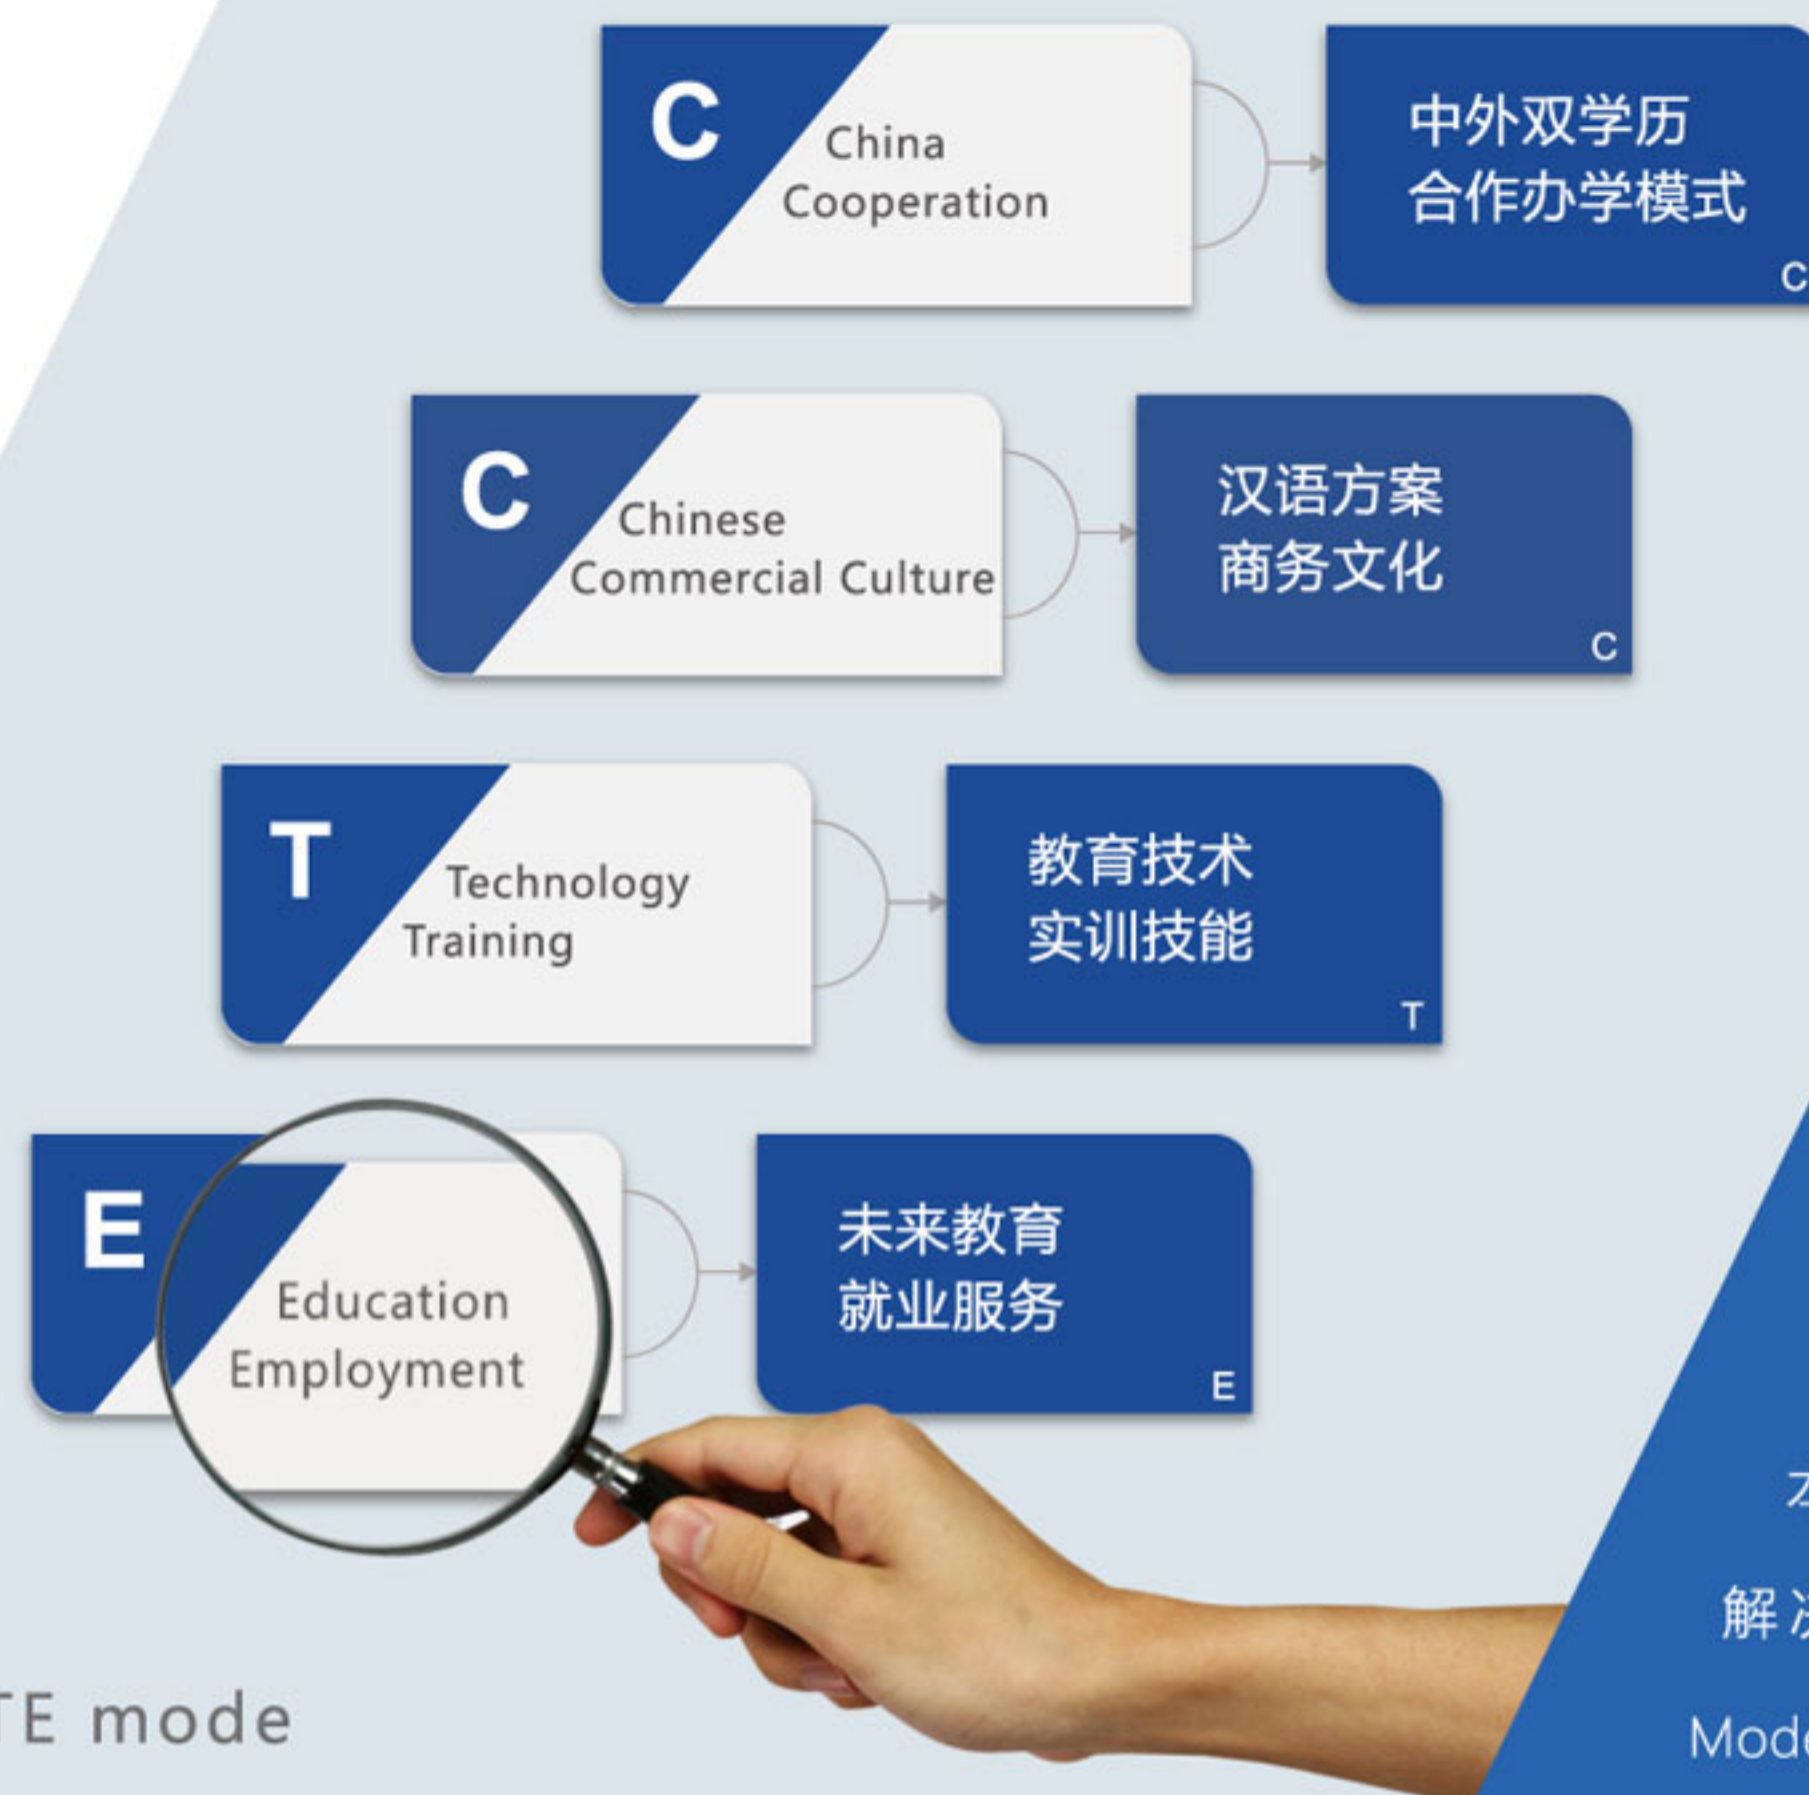 C
China
Cooperation
中外双学历
合作办学模式
C
C
Chinese
Commercial Culture
汉语方案
商务文化
C
T
Technology
Training
教育技术
实训技能
T
E
Education
Employment
未来教育
就业服务
E
解
TE mode